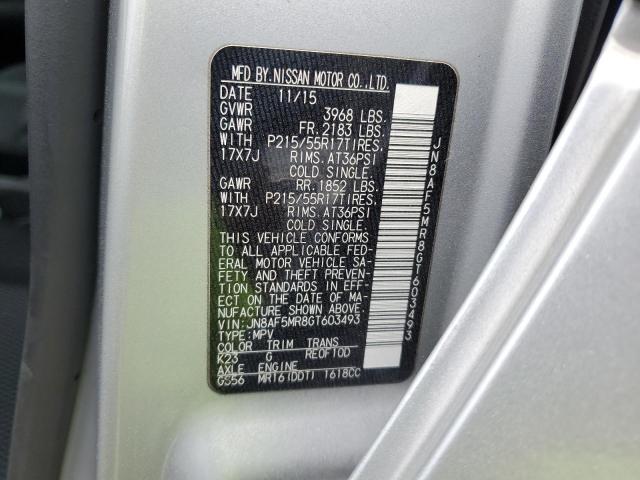 MFD BY.NISSAN MOTOR CO.,LTD.
DATE 11/15
GVWR 3968 LBS.
GAWR FR. 2183 LBS.
WITH P215/55R17TIRES,
17X7J RIMS. AT36PSI
COLD SINGLE.
GAWR RR. 1852 LBS.
WITH P215/55R17TIRES,
17X7J RIMS. AT36PSI
COLD SINGLE.
THIS VEHICLE CONFORMS
TO ALL APPLICABLE FED-
ERAL MOTOR VEHICLE SA-
FETY AND THEFT PREVEN-
TION STANDARDS IN EFF-
ECT ON THE DATE OF MA-
NUFACTURE SHOWN ABOVE.
VIN: JN8AF5MR8GT603493
TYPE: MPV
COLOR TRIM TRANS
K23 G RE0F10D
AXLE ENGINE
GS56 MR16(DDT) 1618CC
JN8AF5MR8GT603493